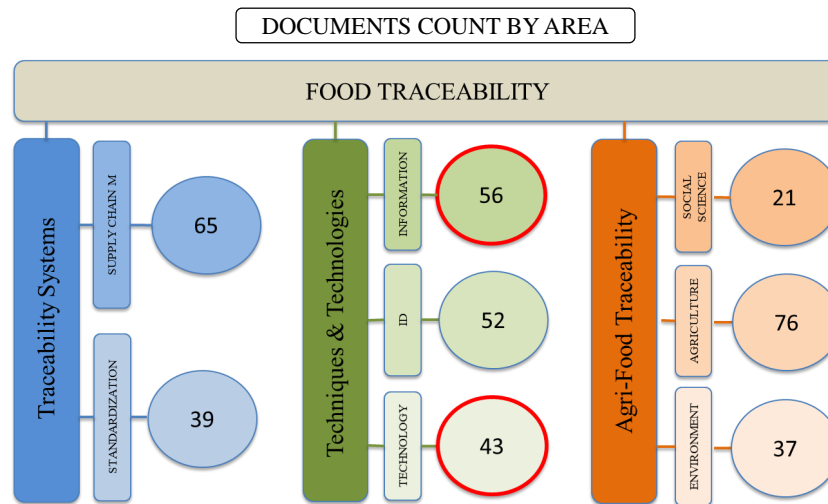 DOCUMENTS COUNT BY AREA
FOOD TRACEABILITY
Traceability Systems
SUPPLY CHAIN M
65
STANDARDIZATION
39
Techniques & Technologies
INFORMATION
56
ID
52
TECHNOLOGY
43
Agri-Food Traceability
SOCIAL
SCIENCE
21
AGRICULTURE
76
ENVIRONMENT
37